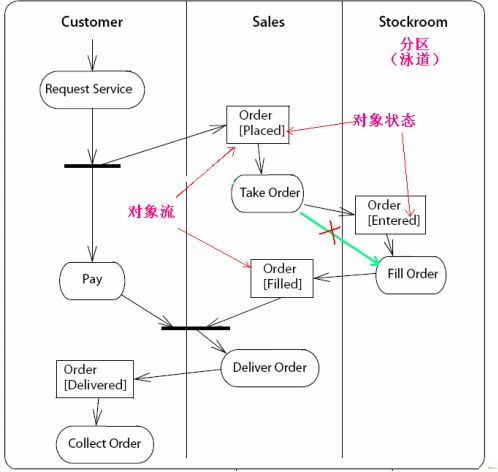 Customer
Sales
Stockroom
分区
（泳道）
Request Service
Order
[Placed]
对象状态
Take Order
Order
[Entered]
对象流
Pay
Order
[Filled]
Fill Order
Order
[Delivered]
Deliver Order
Collect Order